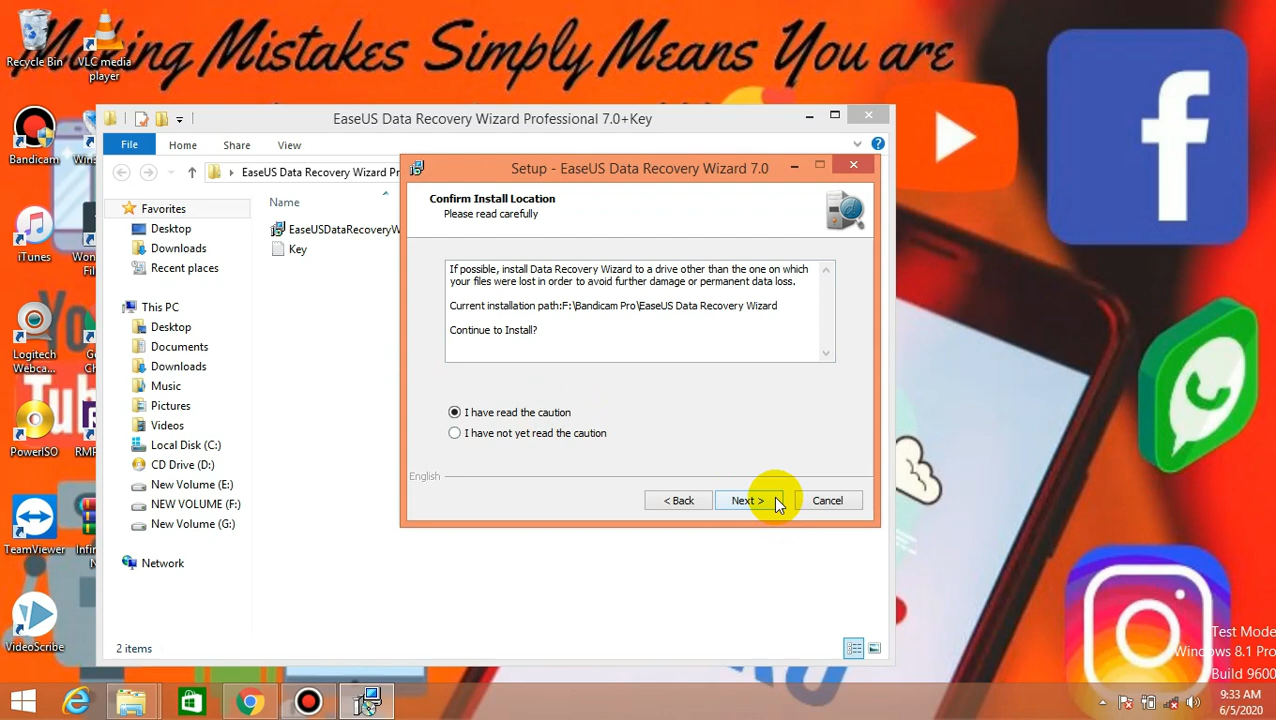 Making Mistakes Simply Means You are
Recycle Bin
VLC media
player
Bandicam
iTunes
Logitech
Webca...
PowerISO
TeamViewer
VideoScribe
EaseUS Data Recovery Wizard Professional 7.0+Key
File
Home
Share
View
EaseUS Data Recovery Wizard Pr
Favorites
Desktop
Downloads
Recent places
This PC
Desktop
Documents
Downloads
Music
Pictures
Videos
Local Disk (C:)
CD Drive (D:)
New Volume (E:)
NEW VOLUME (F:)
New Volume (G:)
Network
Name
EaseUSDataRecoveryW
Key
2 items
Setup - EaseUS Data Recovery Wizard 7.0
Confirm Install Location
Please read carefully
If possible, install Data Recovery Wizard to a drive other than the one on which
your files were lost in order to avoid further damage or permanent data loss.
Current installation path:F:\Bandicam Pro\EaseUS Data Recovery Wizard
Continue to Install?
I have read the caution
I have not yet read the caution
English
< Back
Next >
Cancel
Test Mode
Windows 8.1 Pro
Build 9600
9:33 AM
6/5/2020